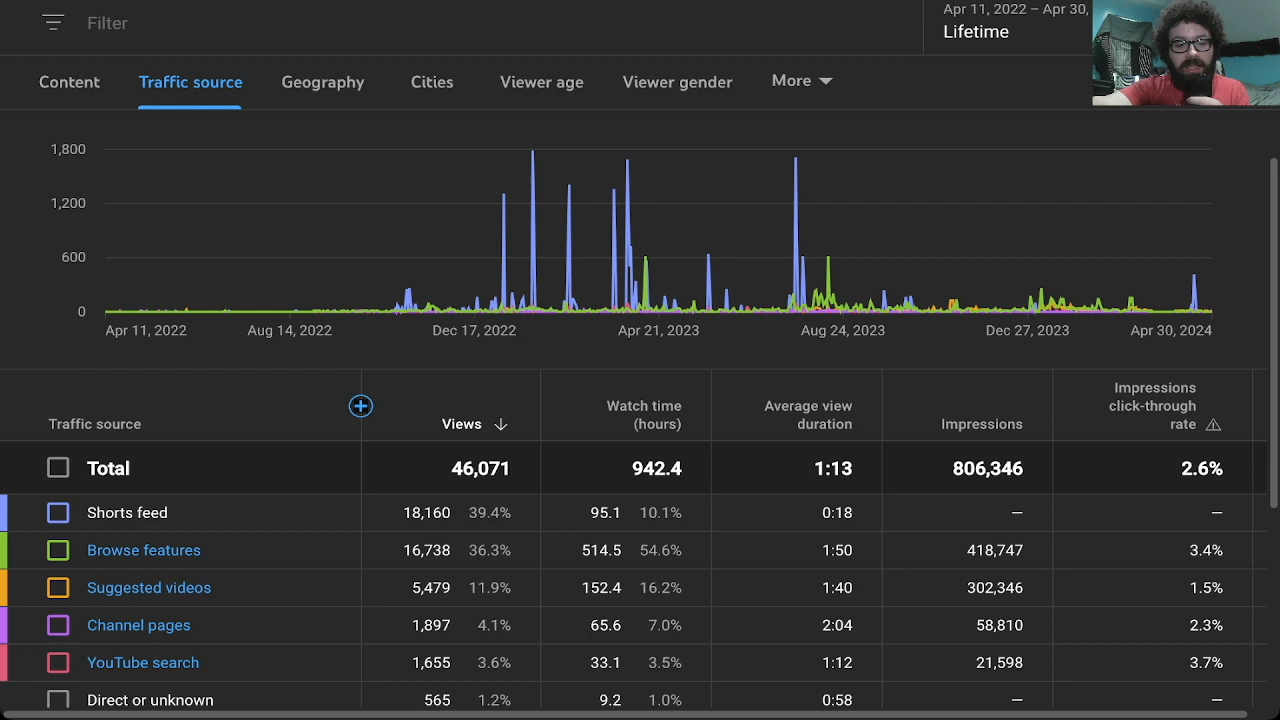 Filter
Apr 11, 2022 – Apr 30,
Lifetime
Content Traffic source Geography Cities Viewer age Viewer gender More
1,800
1,200
600
0
Apr 11, 2022 Aug 14, 2022 Dec 17, 2022 Apr 21, 2023 Aug 24, 2023 Dec 27, 2023 Apr 30, 2024
Traffic source Views Watch time (hours) Average view duration Impressions Impressions click-through rate
Total 46,071 942.4 1:13 806,346 2.6%
Shorts feed 18,160 39.4% 95.1 10.1% 0:18 — —
Browse features 16,738 36.3% 514.5 54.6% 1:50 418,747 3.4%
Suggested videos 5,479 11.9% 152.4 16.2% 1:40 302,346 1.5%
Channel pages 1,897 4.1% 65.6 7.0% 2:04 58,810 2.3%
YouTube search 1,655 3.6% 33.1 3.5% 1:12 21,598 3.7%
Direct or unknown 565 1.2% 9.2 1.0% 0:58 — —